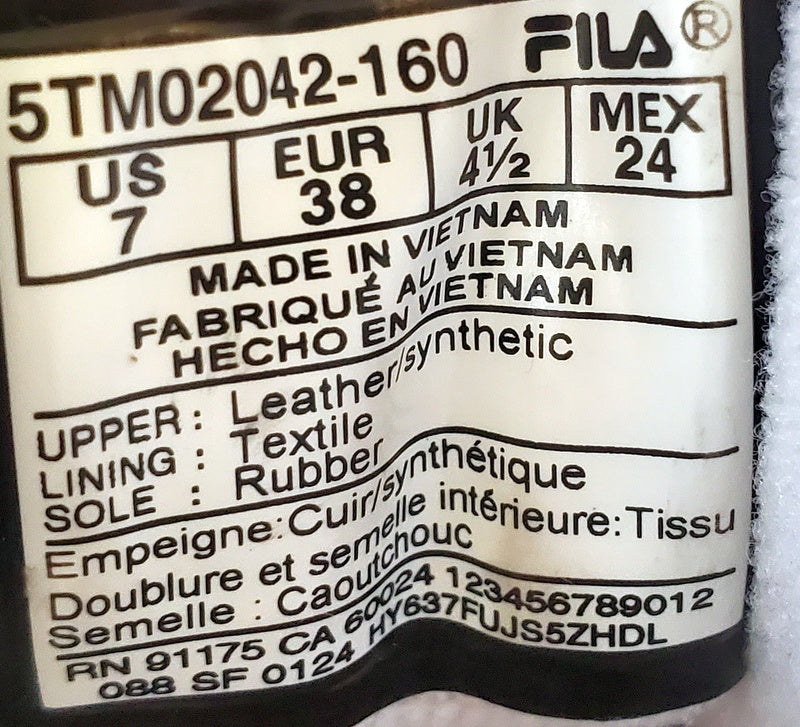 FILA®
5TM02042-160
US EUR UK MEX
7 38 4½ 24
MADE IN VIETNAM
FABRIQUÉ AU VIETNAM
HECHO EN VIETNAM
UPPER : Leather/synthetic
LINING : Textile
SOLE : Rubber
Empeigne:Cuir/synthétique
Doublure et semelle intérieure:Tissu
Semelle : Caoutchouc
RN 91175 CA 60024 123456789012
088 SF 0124 HY637FUJS5ZHDL